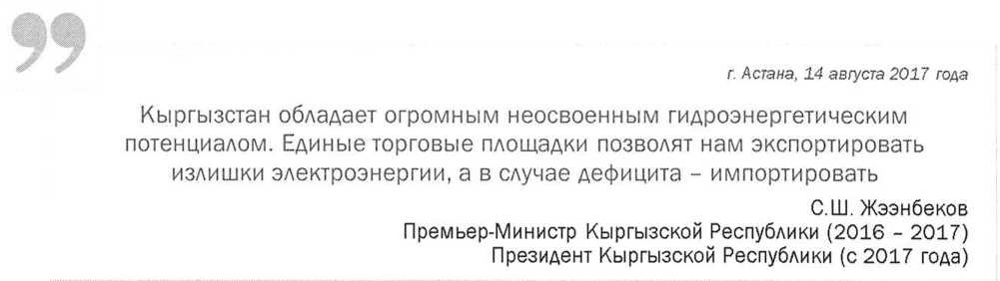 г. Астана, 14 августа 2017 года
Кыргызстан обладает огромным неосвоенным гидроэнергетическим
потенциалом. Единые торговые площадки позволят нам экспортировать
излишки электроэнергии, а в случае дефицита – импортировать
С.Ш. Жээнбеков
Премьер-Министр Кыргызской Республики (2016 – 2017)
Президент Кыргызской Республики (с 2017 года)